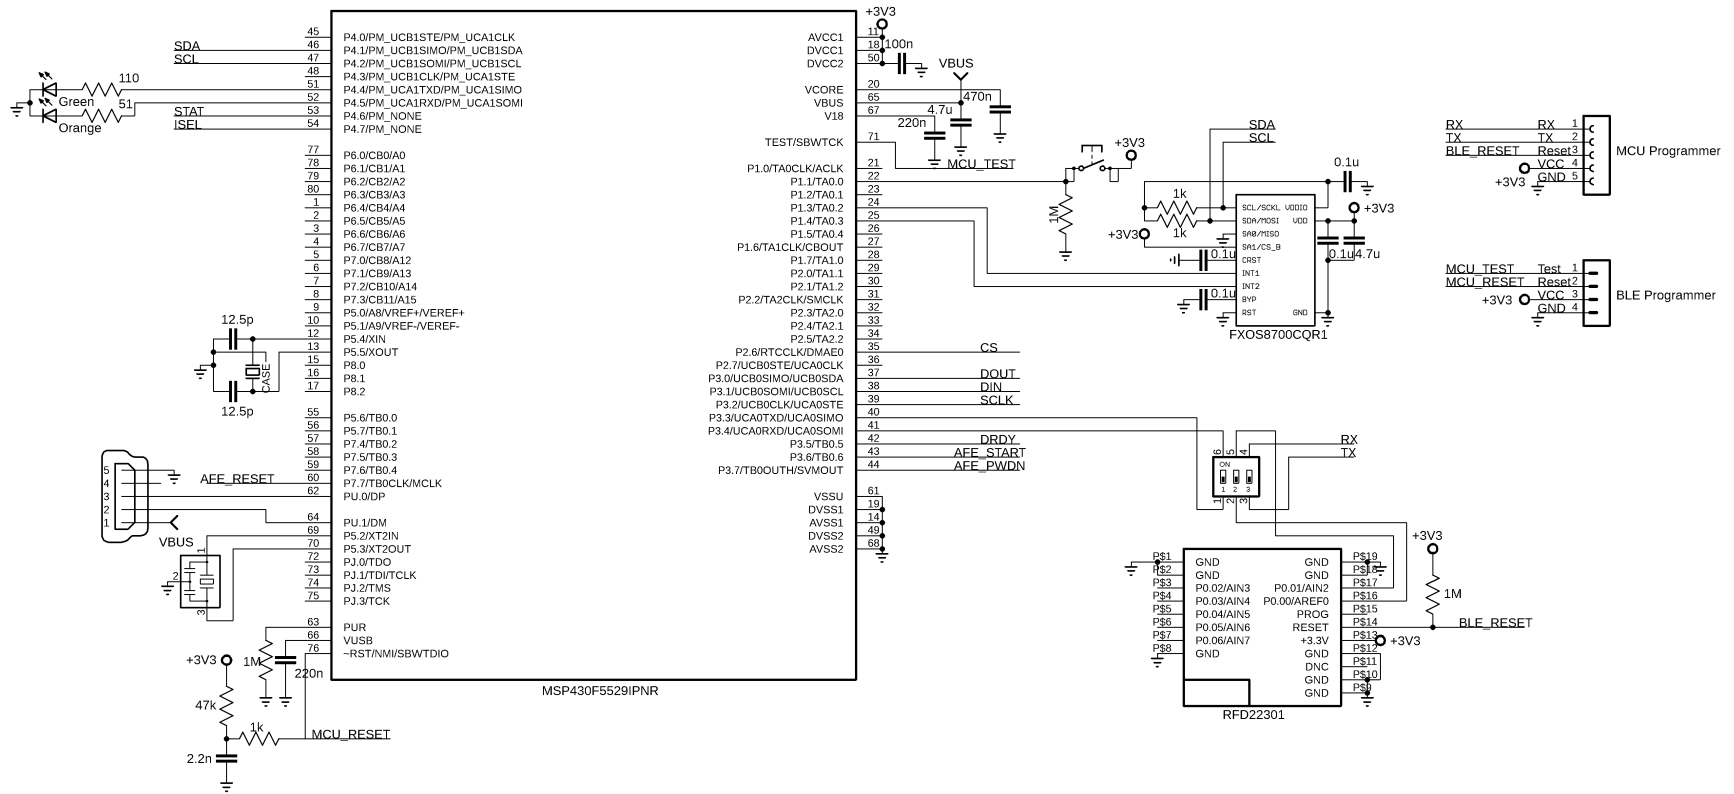 45 P4.0/PM_UCB1STE/PM_UCA1CLK
SDA 46 P4.1/PM_UCB1SIMO/PM_UCB1SDA
SCL 47 P4.2/PM_UCB1SOMI/PM_UCB1SCL
48 P4.3/PM_UCB1CLK/PM_UCA1STE
110 51 P4.4/PM_UCA1TXD/PM_UCA1SIMO
Green 51 52 P4.5/PM_UCA1RXD/PM_UCA1SOMI
STAT 53 P4.6/PM_NONE
Orange
ISEL 54 P4.7/PM_NONE
77 P6.0/CB0/A0
78 P6.1/CB1/A1
79 P6.2/CB2/A2
80 P6.3/CB3/A3
1 P6.4/CB4/A4
2 P6.5/CB5/A5
3 P6.6/CB6/A6
4 P6.7/CB7/A7
5 P7.0/CB8/A12
6 P7.1/CB9/A13
7 P7.2/CB10/A14
8 P7.3/CB11/A15
9 P5.0/A8/VREF+/VEREF+
10 P5.1/A9/VREF-/VEREF-
12.5p
12 P5.4/XIN
13 P5.5/XOUT
15 P8.0
16 P8.1
17 P8.2
CASE
12.5p
55 P5.6/TB0.0
56 P5.7/TB0.1
57 P7.4/TB0.2
58 P7.5/TB0.3
59 P7.6/TB0.4
AFE_RESET 60 P7.7/TB0CLK/MCLK
62 PU.0/DP
64 PU.1/DM
69 P5.2/XT2IN
70 P5.3/XT2OUT
72 PJ.0/TDO
73 PJ.1/TDI/TCLK
74 PJ.2/TMS
75 PJ.3/TCK
63 PUR
66 VUSB
76 ~RST/NMI/SBWTDIO
5
4
3
2
1
VBUS
1
2
3
+3V3
1M
220n
47k
1k
MCU_RESET
2.2n
MSP430F5529IPNR
+3V3
AVCC1 11
DVCC1 18
DVCC2 50
100n
VBUS
VCORE 20
VBUS 65
V18 67
470n
4.7u
220n
TEST/SBWTCK 71
P1.0/TA0CLK/ACLK 21
MCU_TEST
P1.1/TA0.0 22
P1.2/TA0.1 23
P1.3/TA0.2 24
P1.4/TA0.3 25
P1.5/TA0.4 26
P1.6/TA1CLK/CBOUT 27
P1.7/TA1.0 28
P2.0/TA1.1 29
P2.1/TA1.2 30
P2.2/TA2CLK/SMCLK 31
P2.3/TA2.0 32
P2.4/TA2.1 33
P2.5/TA2.2 34
P2.6/RTCCLK/DMAE0 35 CS
P2.7/UCB0STE/UCA0CLK 36
P3.0/UCB0SIMO/UCB0SDA 37 DOUT
P3.1/UCB0SOMI/UCB0SCL 38 DIN
P3.2/UCB0CLK/UCA0STE 39 SCLK
P3.3/UCA0TXD/UCA0SIMO 40
P3.4/UCA0RXD/UCA0SOMI 41
P3.5/TB0.5 42 DRDY
P3.6/TB0.6 43 AFE_START
P3.7/TB0OUTH/SVMOUT 44 AFE_PWDN
VSSU 61
DVSS1 19
AVSS1 14
DVSS2 49
AVSS2 68
+3V3
1M
SDA
SCL
0.1u
1k
1k
+3V3
+3V3
SCL/SCKL VDDIO
SDA/MOSI VDD
SA0/MISO
SA1/CS_B
CRST
INT1
INT2
BYP
RST GND
0.1u
0.1u
0.1u
4.7u
FXOS8700CQR1
RX RX 1
TX TX 2
BLE_RESET Reset 3
VCC 4
+3V3 GND 5
MCU Programmer
MCU_TEST Test 1
MCU_RESET Reset 2
+3V3 VCC 3
GND 4
BLE Programmer
RX
TX
6 5 4
ON
1 2 3
1 2 3
P$1 GND GND P$19
P$2 GND GND P$18
P$3 P0.02/AIN3 P0.01/AIN2 P$17
P$4 P0.03/AIN4 P0.00/AREF0 P$16
P$5 P0.04/AIN5 PROG P$15
P$6 P0.05/AIN6 RESET P$14
P$7 P0.06/AIN7 +3.3V P$13
P$8 GND GND P$12
DNC P$11
GND P$10
GND P$9
RFD22301
+3V3
1M
BLE_RESET
+3V3